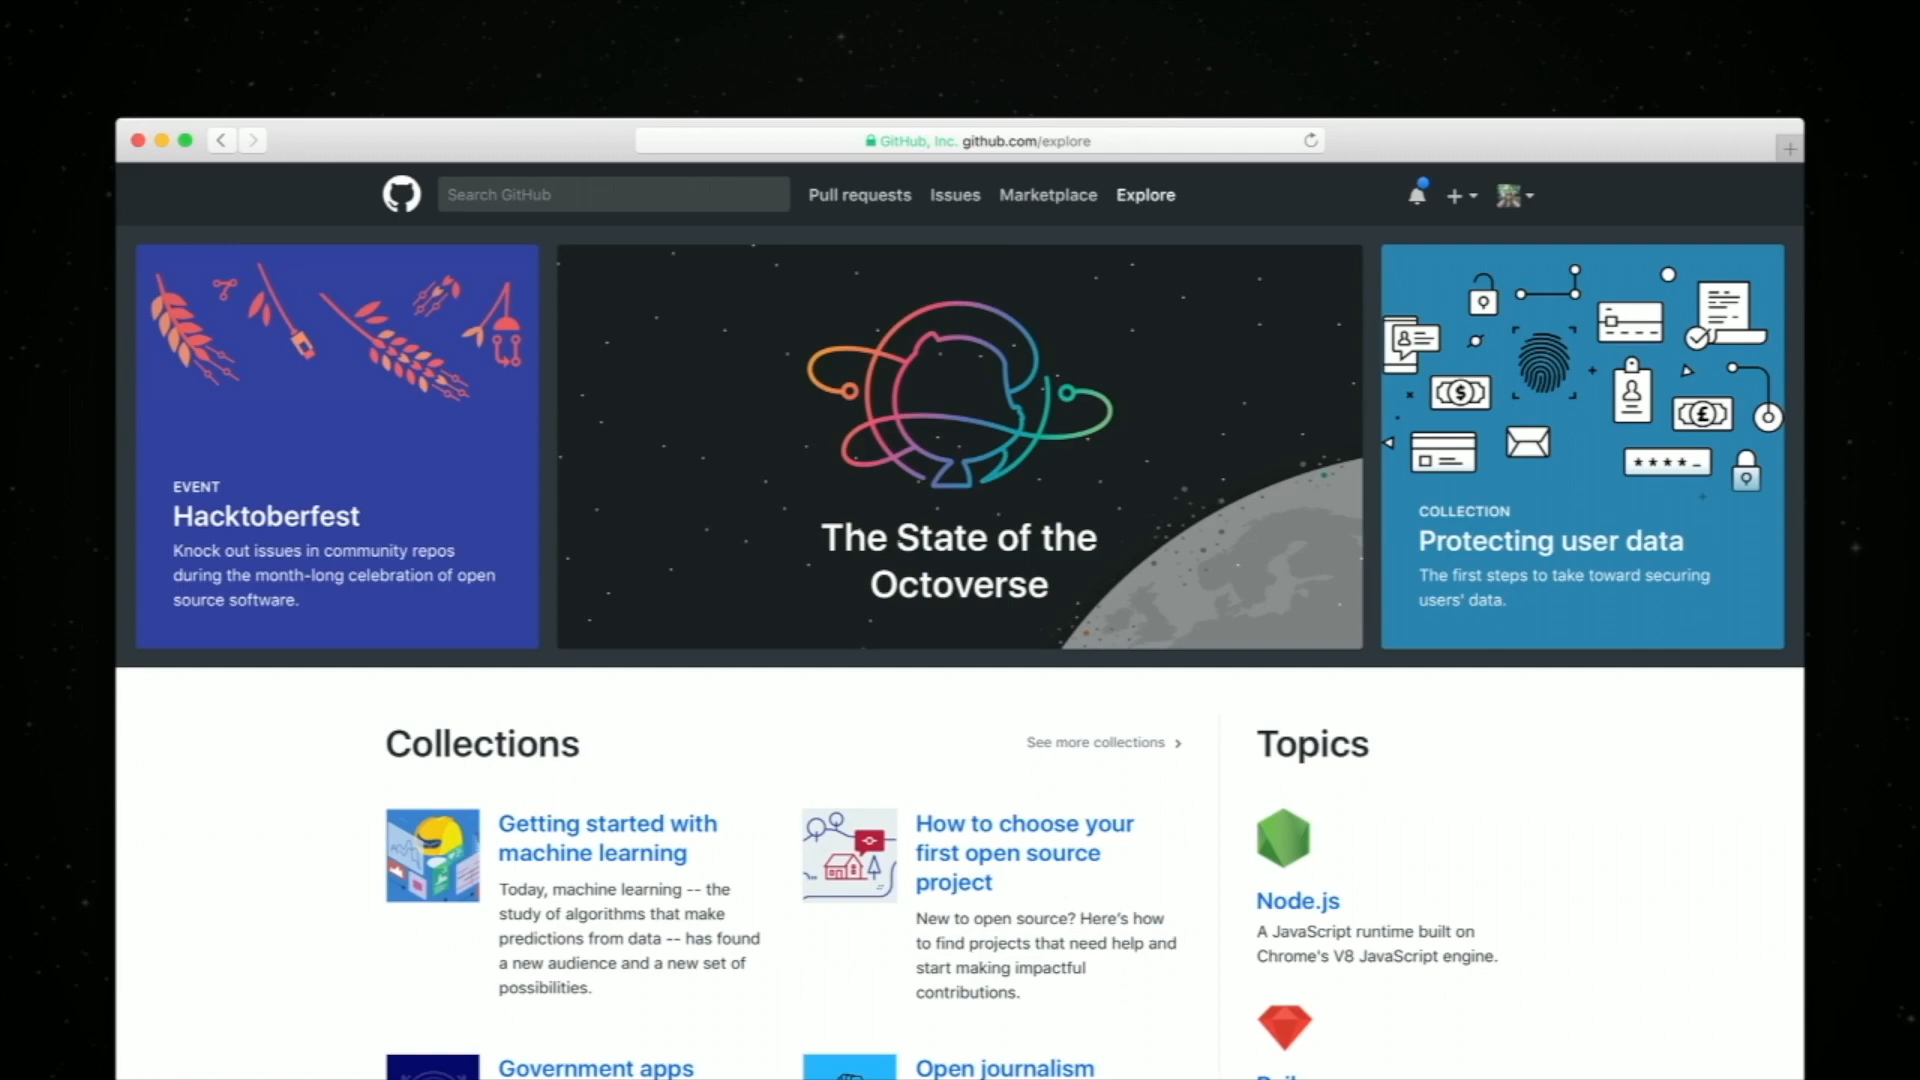 GitHub, Inc. github.com/explore
Search GitHub
Pull requests
Issues
Marketplace
Explore
EVENT
Hacktoberfest
Knock out issues in community repos
during the month-long celebration of open
source software.
The State of the
Octoverse
COLLECTION
Protecting user data
The first steps to take toward securing
users' data.
Collections
See more collections
Getting started with
machine learning
Today, machine learning -- the
study of algorithms that make
predictions from data -- has found
a new audience and a new set of
possibilities.
How to choose your
first open source
project
New to open source? Here's how
to find projects that need help and
start making impactful
contributions.
Government apps
Open journalism
Topics
Node.js
A JavaScript runtime built on
Chrome's V8 JavaScript engine.